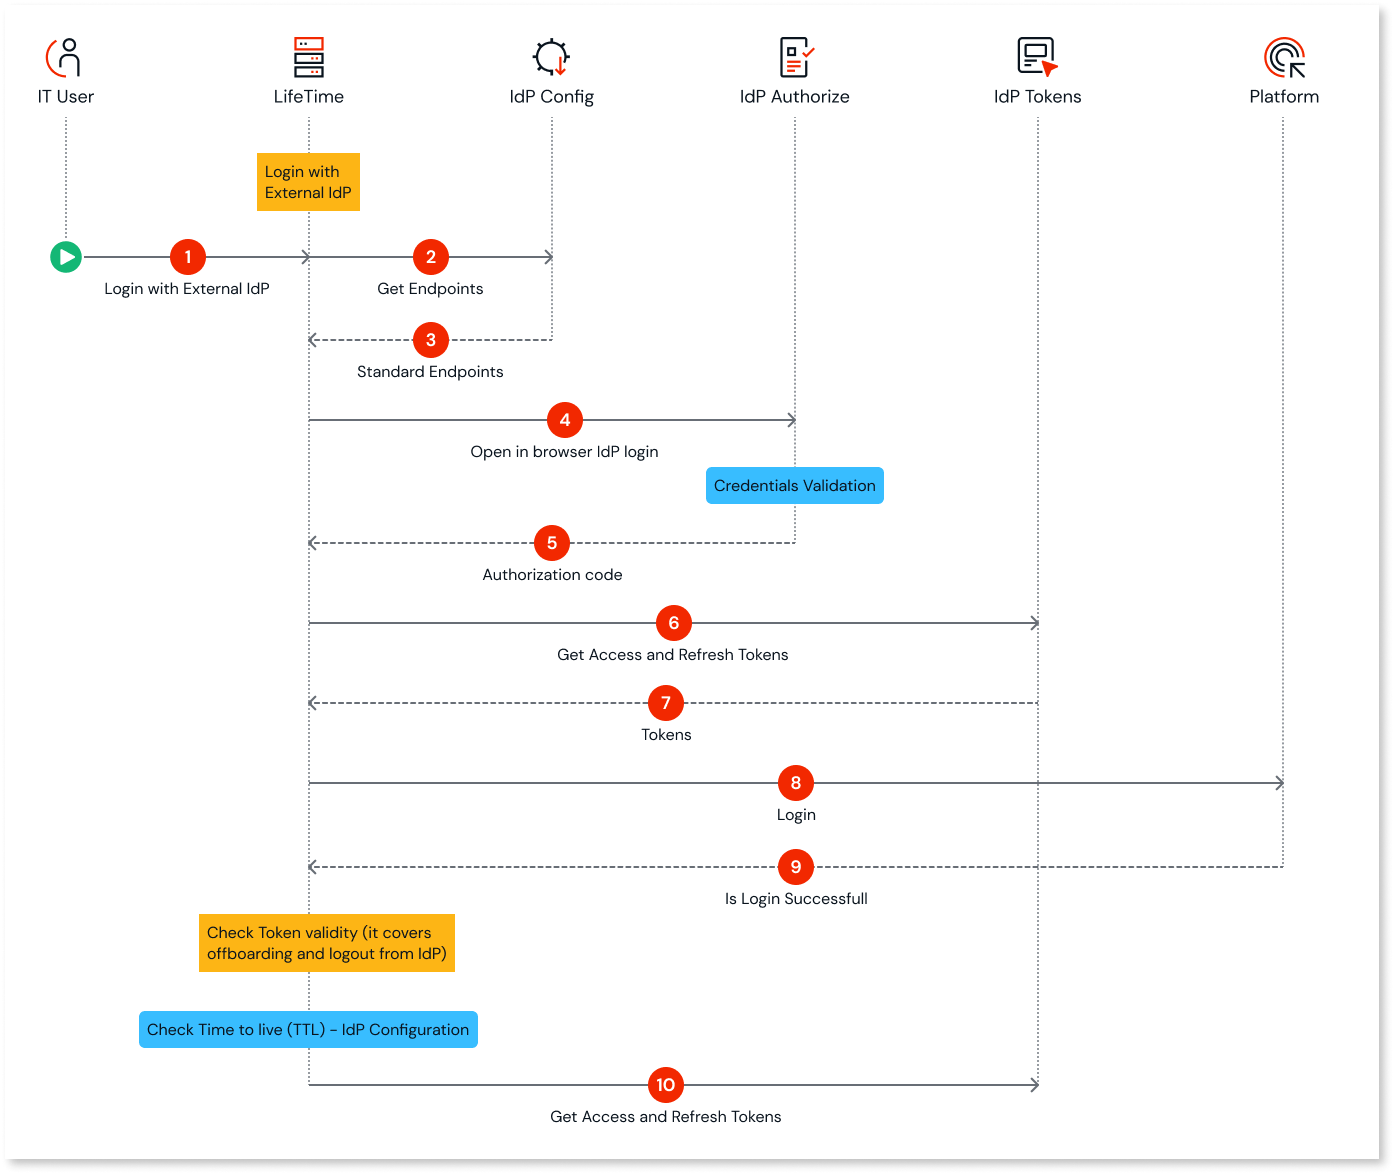 IT User
LifeTime
IdP Config
IdP Authorize
IdP Tokens
Platform
Login with
External IdP
1
2
Login with External IdP
Get Endpoints
3
Standard Endpoints
4
Open in browser IdP login
Credentials Validation
5
Authorization code
6
Get Access and Refresh Tokens
7
Tokens
8
Login
9
Is Login Successfull
Check Token validity (it covers
offboarding and logout from IdP)
Check Time to live (TTL) - IdP Configuration
10
Get Access and Refresh Tokens